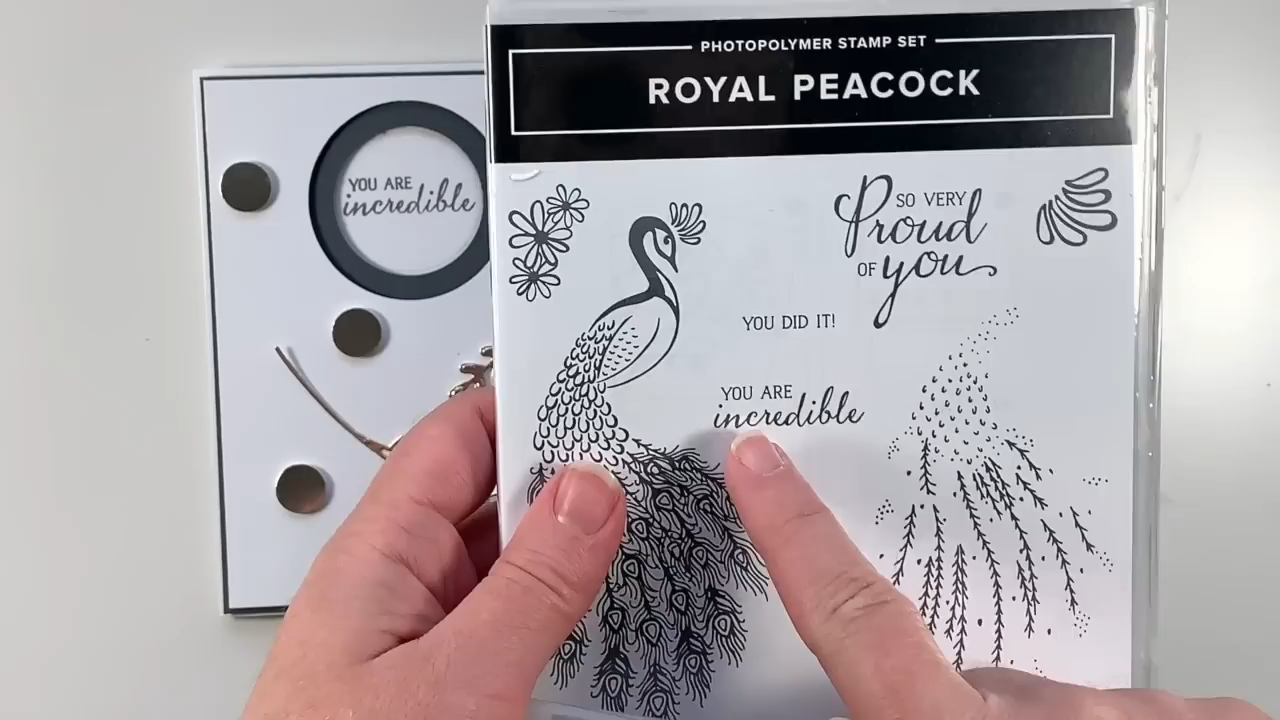 PHOTOPOLYMER STAMP SET
ROYAL PEACOCK
YOU ARE
incredible
SO VERY
Proud
OF you
YOU DID IT!
YOU ARE
incredible